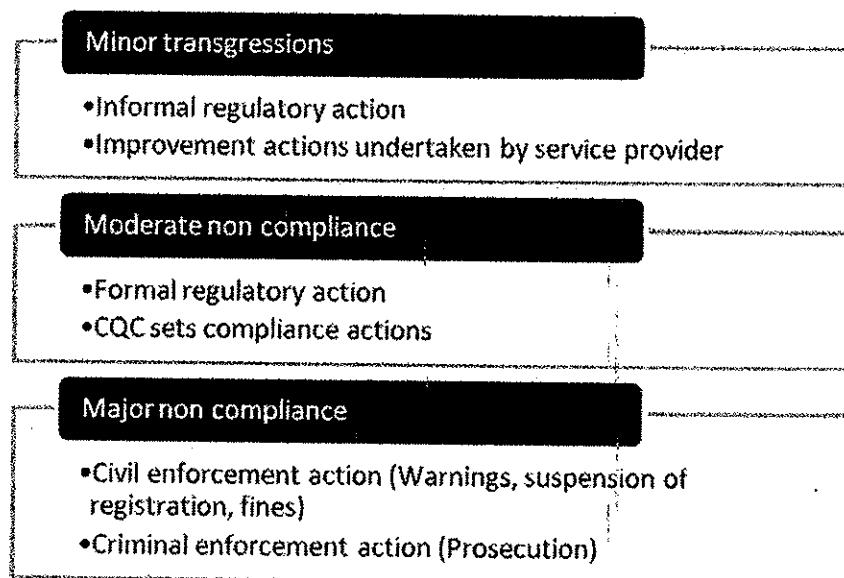 Minor transgressions
•Informal regulatory action
•Improvement actions undertaken by service provider
Moderate non compliance
•Formal regulatory action
•CQC sets compliance actions
Major non compliance
•Civil enforcement action (Warnings, suspension of
registration, fines)
•Criminal enforcement action (Prosecution)